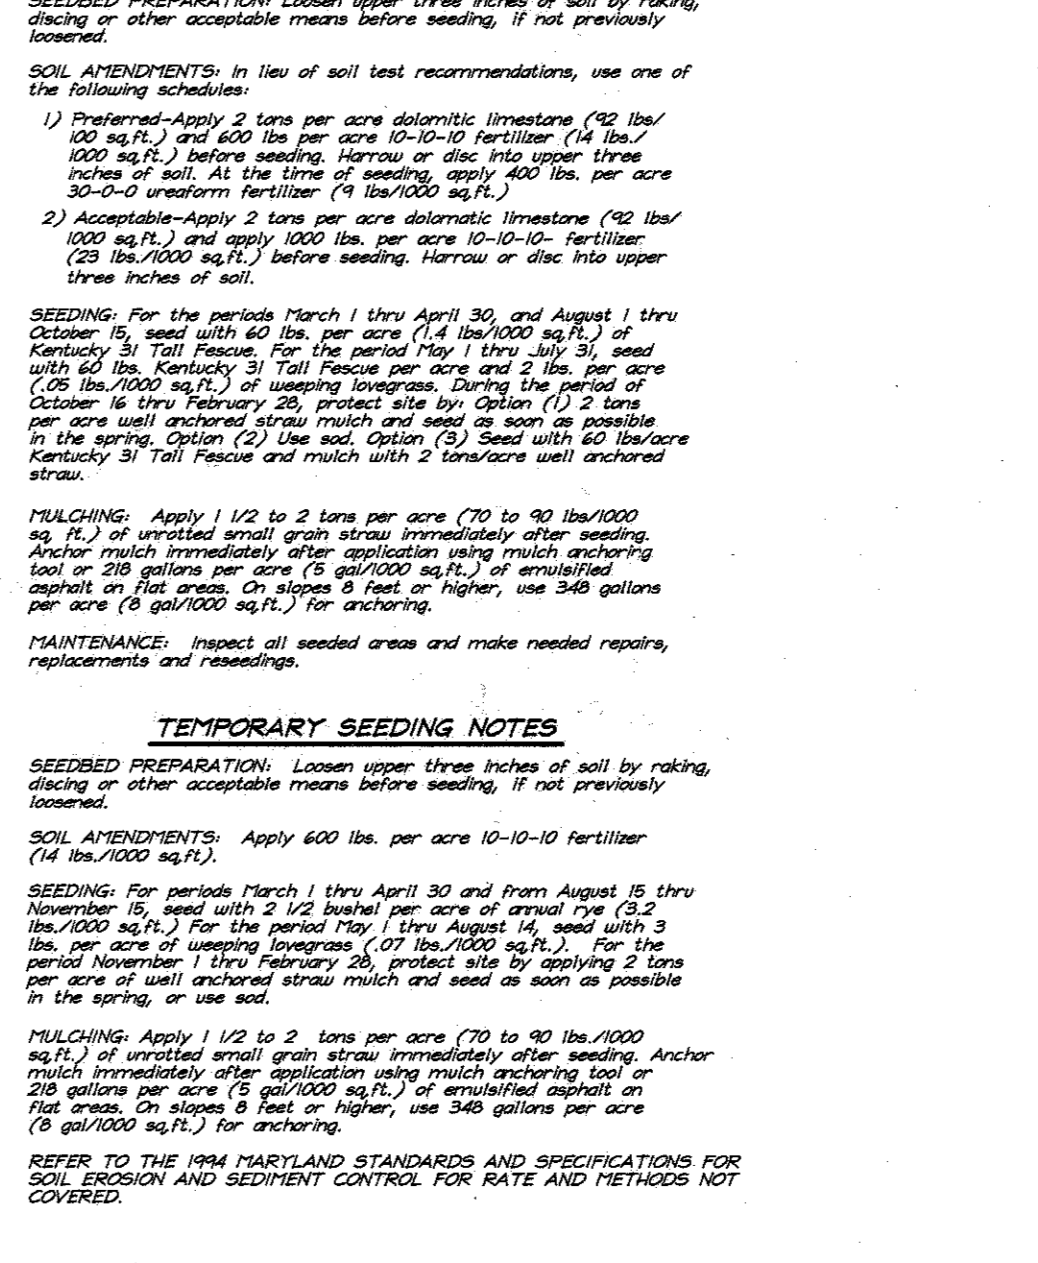 SEEDBED PREPARATION: Loosen upper three inches of soil by raking,
discing or other acceptable means before seeding, if not previously
loosened.
SOIL AMENDMENTS: In lieu of soil test recommendations, use one of
the following schedules:
1) Preferred-Apply 2 tons per acre dolomitic limestone (92 lbs/
100 sq.ft.) and 600 lbs per acre 10-10-10 fertilizer (14 lbs./
1000 sq.ft.) before seeding. Harrow or disc into upper three
inches of soil. At the time of seeding, apply 400 lbs. per acre
30-0-0 ureaform fertilizer (9 lbs/1000 sq.ft.)
2) Acceptable-Apply 2 tons per acre dolomatic limestone (92 lbs/
1000 sq.ft.) and apply 1000 lbs. per acre 10-10-10- fertilizer
(23 lbs./1000 sq.ft.) before seeding. Harrow or disc into upper
three inches of soil.
SEEDING: For the periods March 1 thru April 30, and August 1 thru
October 15, seed with 60 lbs. per acre (1.4 lbs/1000 sq.ft.) of
Kentucky 31 Tall Fescue. For the period May 1 thru July 31, seed
with 60 lbs. Kentucky 31 Tall Fescue per acre and 2 lbs. per acre
(.05 lbs./1000 sq.ft.) of weeping lovegrass. During the period of
October 16 thru February 28, protect site by: Option (1) 2 tons
per acre well anchored straw mulch and seed as soon as possible
in the spring. Option (2) Use sod. Option (3) Seed with 60 lbs/acre
Kentucky 31 Tall Fescue and mulch with 2 tons/acre well anchored
straw.
MULCHING: Apply 1 1/2 to 2 tons per acre (70 to 90 lbs/1000
sq. ft.) of unrotted small grain straw immediately after seeding.
Anchor mulch immediately after application using mulch anchoring
tool or 218 gallons per acre (5 gal/1000 sq.ft.) of emulsified
asphalt on flat areas. On slopes 8 feet or higher, use 348 gallons
per acre (8 gal/1000 sq.ft.) for anchoring.
MAINTENANCE: Inspect all seeded areas and make needed repairs,
replacements and reseedings.
TEMPORARY SEEDING NOTES
SEEDBED PREPARATION: Loosen upper three inches of soil by raking,
discing or other acceptable means before seeding, if not previously
loosened.
SOIL AMENDMENTS: Apply 600 lbs. per acre 10-10-10 fertilizer
(14 lbs./1000 sq.ft).
SEEDING: For periods March 1 thru April 30 and from August 15 thru
November 15, seed with 2 1/2 bushel per acre of annual rye (3.2
lbs./1000 sq.ft.) For the period May 1 thru August 14, seed with 3
lbs. per acre of weeping lovegrass (.07 lbs./1000 sq.ft.). For the
period November 1 thru February 28, protect site by applying 2 tons
per acre of well anchored straw mulch and seed as soon as possible
in the spring, or use sod.
MULCHING: Apply 1 1/2 to 2 tons per acre (70 to 90 lbs./1000
sq.ft.) of unrotted small grain straw immediately after seeding. Anchor
mulch immediately after application using mulch anchoring tool or
218 gallons per acre (5 gal/1000 sq.ft.) of emulsified asphalt on
flat areas. On slopes 8 feet or higher, use 348 gallons per acre
(8 gal/1000 sq.ft.) for anchoring.
REFER TO THE 1994 MARYLAND STANDARDS AND SPECIFICATIONS FOR
SOIL EROSION AND SEDIMENT CONTROL FOR RATE AND METHODS NOT
COVERED.